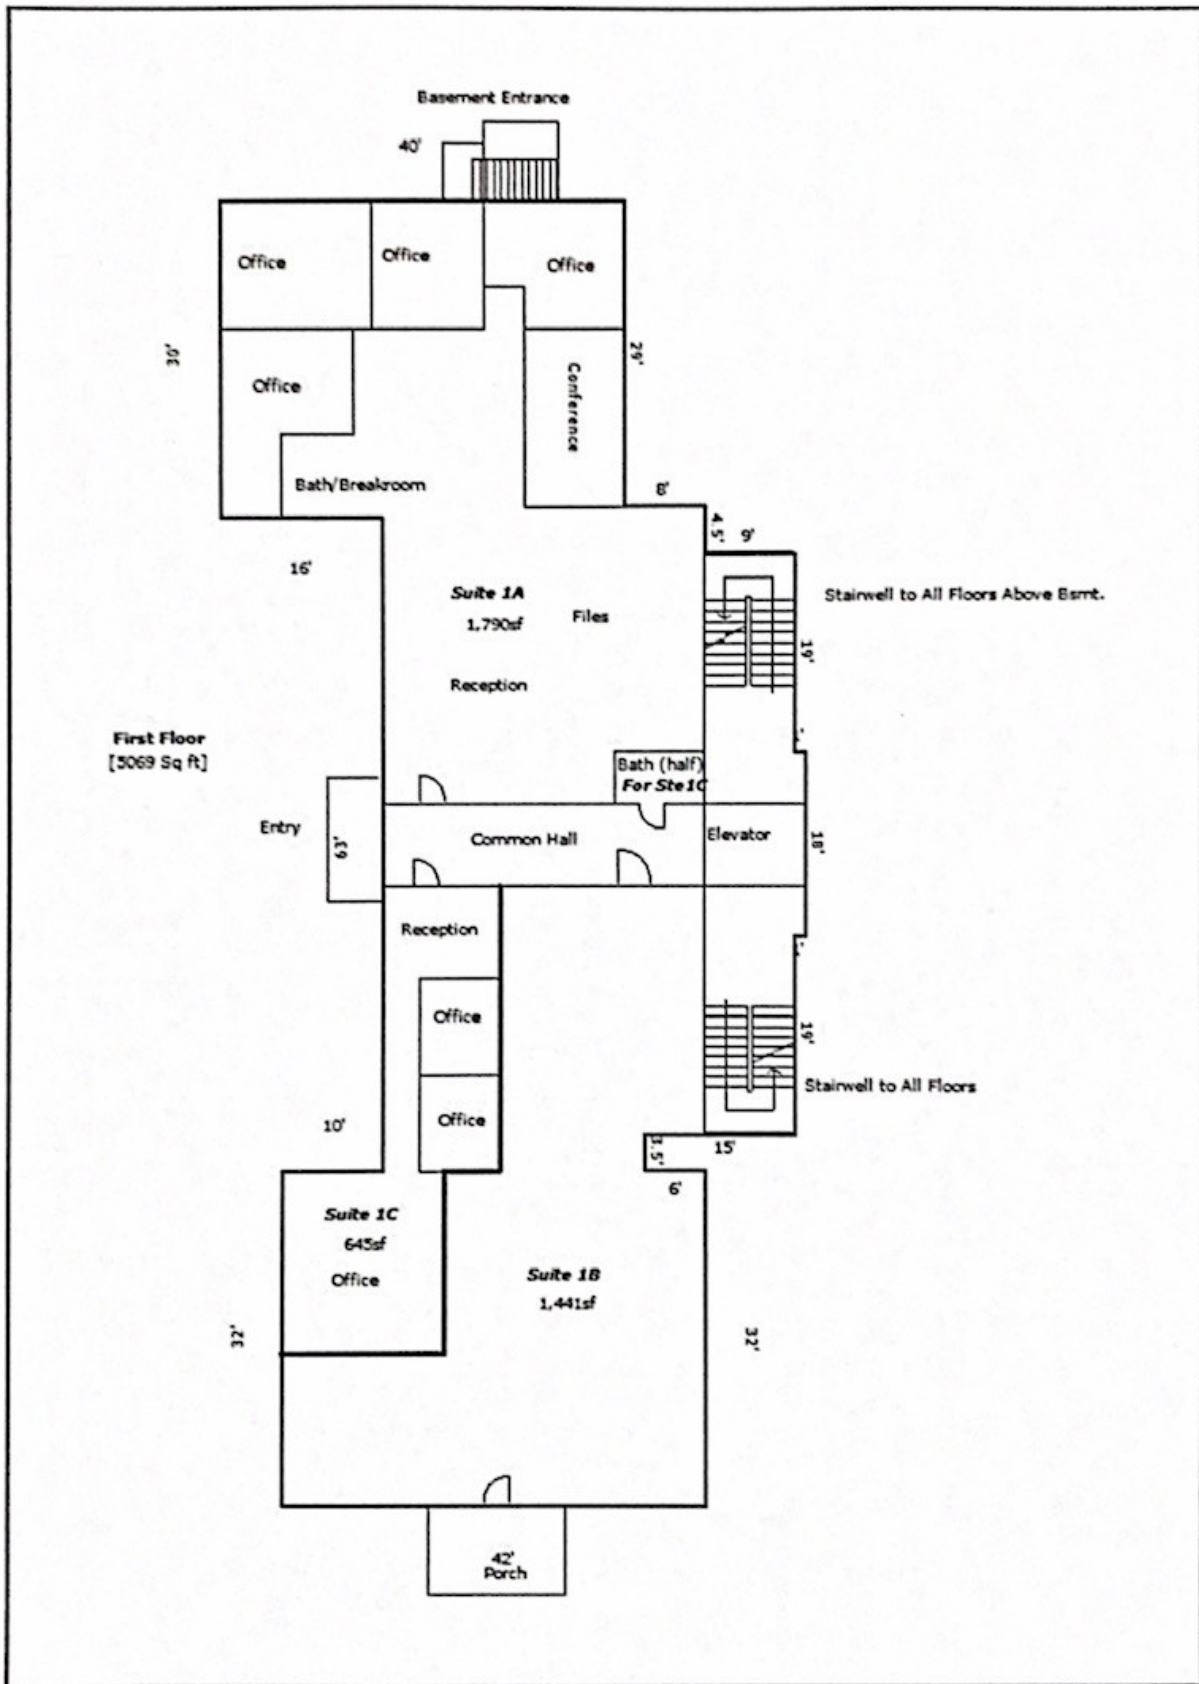 Basement Entrance
40'
Office
Office
Office
Office
Conference
29'
Bath/Breakroom
8'
4.5'
9'
16'
Suite 1A
1,790sf
Files
Stairwell to All Floors Above Bsmt.
19'
Reception
First Floor
[5069 Sq ft]
Bath (half)
For Ste1C
Entry
63'
Common Hall
Elevator
18'
Reception
Office
19'
Stairwell to All Floors
Office
10'
3.5'
15'
6'
Suite 1C
645sf
Office
Suite 1B
1,441sf
32'
32'
42'
Porch